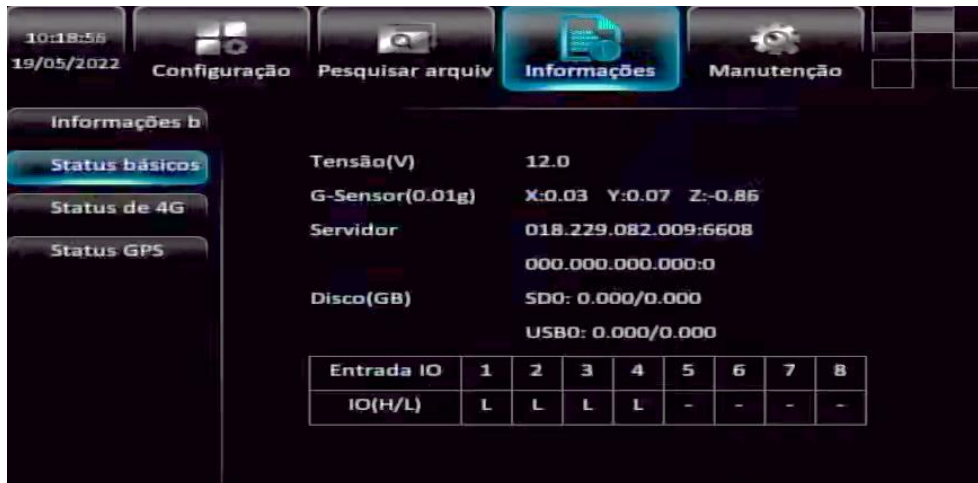 10:18:56
19/05/2022
Configuração
Pesquisar arquiv
Informações
Manutenção
Informações b
Status básicos
Status de 4G
Status GPS
Tensão(V) 12.0
G-Sensor(0.01g) X:0.03 Y:0.07 Z:-0.86
Servidor 018.229.082.009:6608
000.000.000.000:0
Disco(GB) SD0: 0.000/0.000
USB0: 0.000/0.000
Entrada IO 1 2 3 4 5 6 7 8
IO(H/L) L L L L - - - -